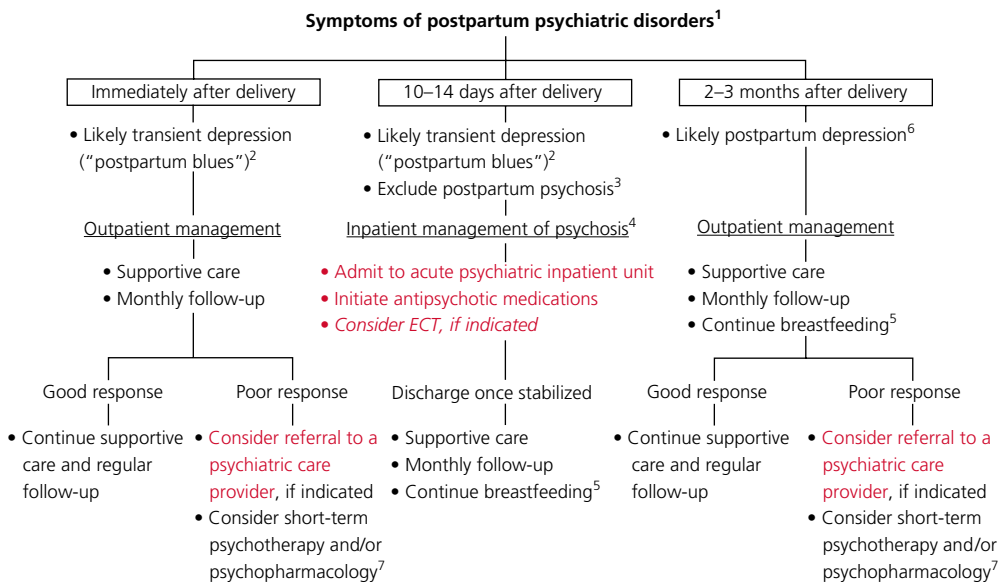 Symptoms of postpartum psychiatric disorders¹
Immediately after delivery
• Likely transient depression
(“postpartum blues”)²
Outpatient management
• Supportive care
• Monthly follow-up
Good response
• Continue supportive
care and regular
follow-up
Poor response
• Consider referral to a
psychiatric care
provider, if indicated
• Consider short-term
psychotherapy and/or
psychopharmacology⁷
10–14 days after delivery
• Likely transient depression
(“postpartum blues”)²
• Exclude postpartum psychosis³
Inpatient management of psychosis⁴
• Admit to acute psychiatric inpatient unit
• Initiate antipsychotic medications
• Consider ECT, if indicated
Discharge once stabilized
• Supportive care
• Monthly follow-up
• Continue breastfeeding⁵
2–3 months after delivery
• Likely postpartum depression⁶
Outpatient management
• Supportive care
• Monthly follow-up
• Continue breastfeeding⁵
Good response
• Continue supportive
care and regular
follow-up
Poor response
• Consider referral to a
psychiatric care
provider, if indicated
• Consider short-term
psychotherapy and/or
psychopharmacology⁷